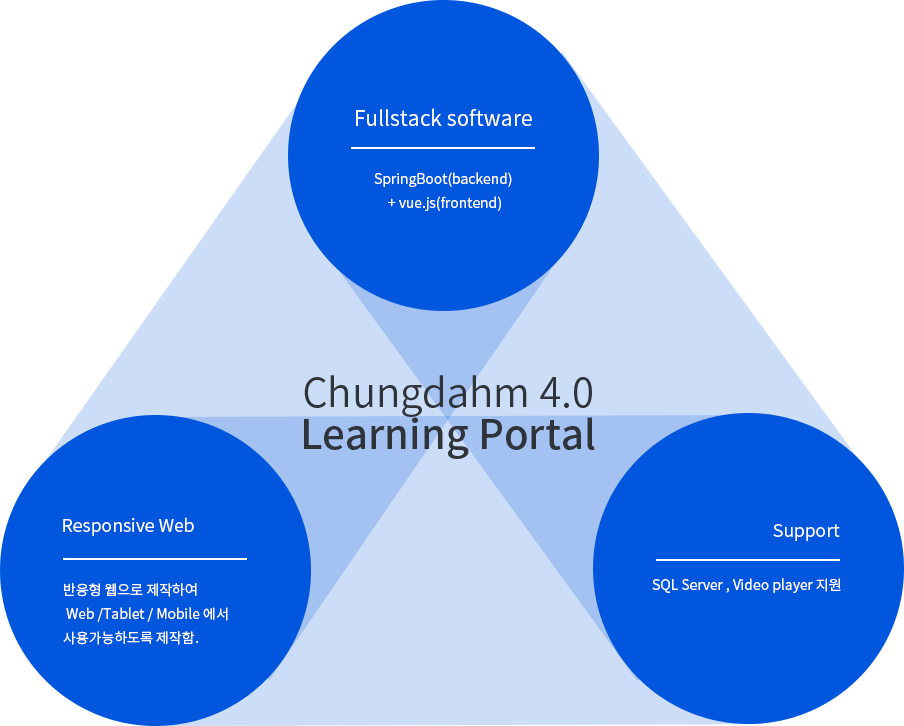 Fullstack software
SpringBoot(backend)
+ vue.js(frontend)
Chungdahm 4.0
Learning Portal
Responsive Web
반응형 웹으로 제작하여
Web /Tablet / Mobile 에서
사용가능하도록 제작함.
Support
SQL Server , Video player 지원